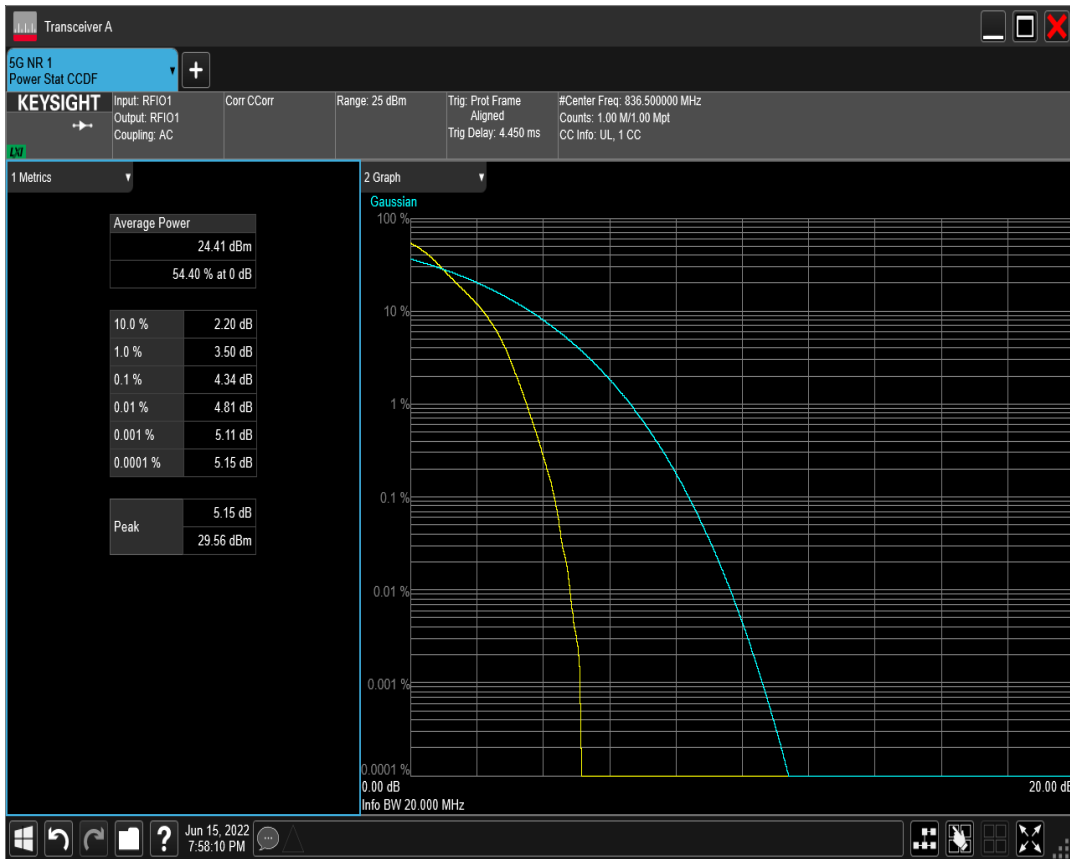 Transceiver A
5G NR 1
Power Stat CCDF
+
KEYSIGHT
LXI
Input: RFIO1
Output: RFIO1
Coupling: AC
Corr CCorr
Range: 25 dBm
Trig: Prot Frame
Aligned
Trig Delay: 4.450 ms
#Center Freq: 836.500000 MHz
Counts: 1.00 M/1.00 Mpt
CC Info: UL, 1 CC
1 Metrics
Average Power
24.41 dBm
54.40 % at 0 dB
10.0 % 2.20 dB
1.0 % 3.50 dB
0.1 % 4.34 dB
0.01 % 4.81 dB
0.001 % 5.11 dB
0.0001 % 5.15 dB
Peak
5.15 dB
29.56 dBm
2 Graph
Gaussian
100 %
10 %
1 %
0.1 %
0.01 %
0.001 %
0.0001 %
0.00 dB 20.00 dB
Info BW 20.000 MHz
?
Jun 15, 2022
7:58:10 PM